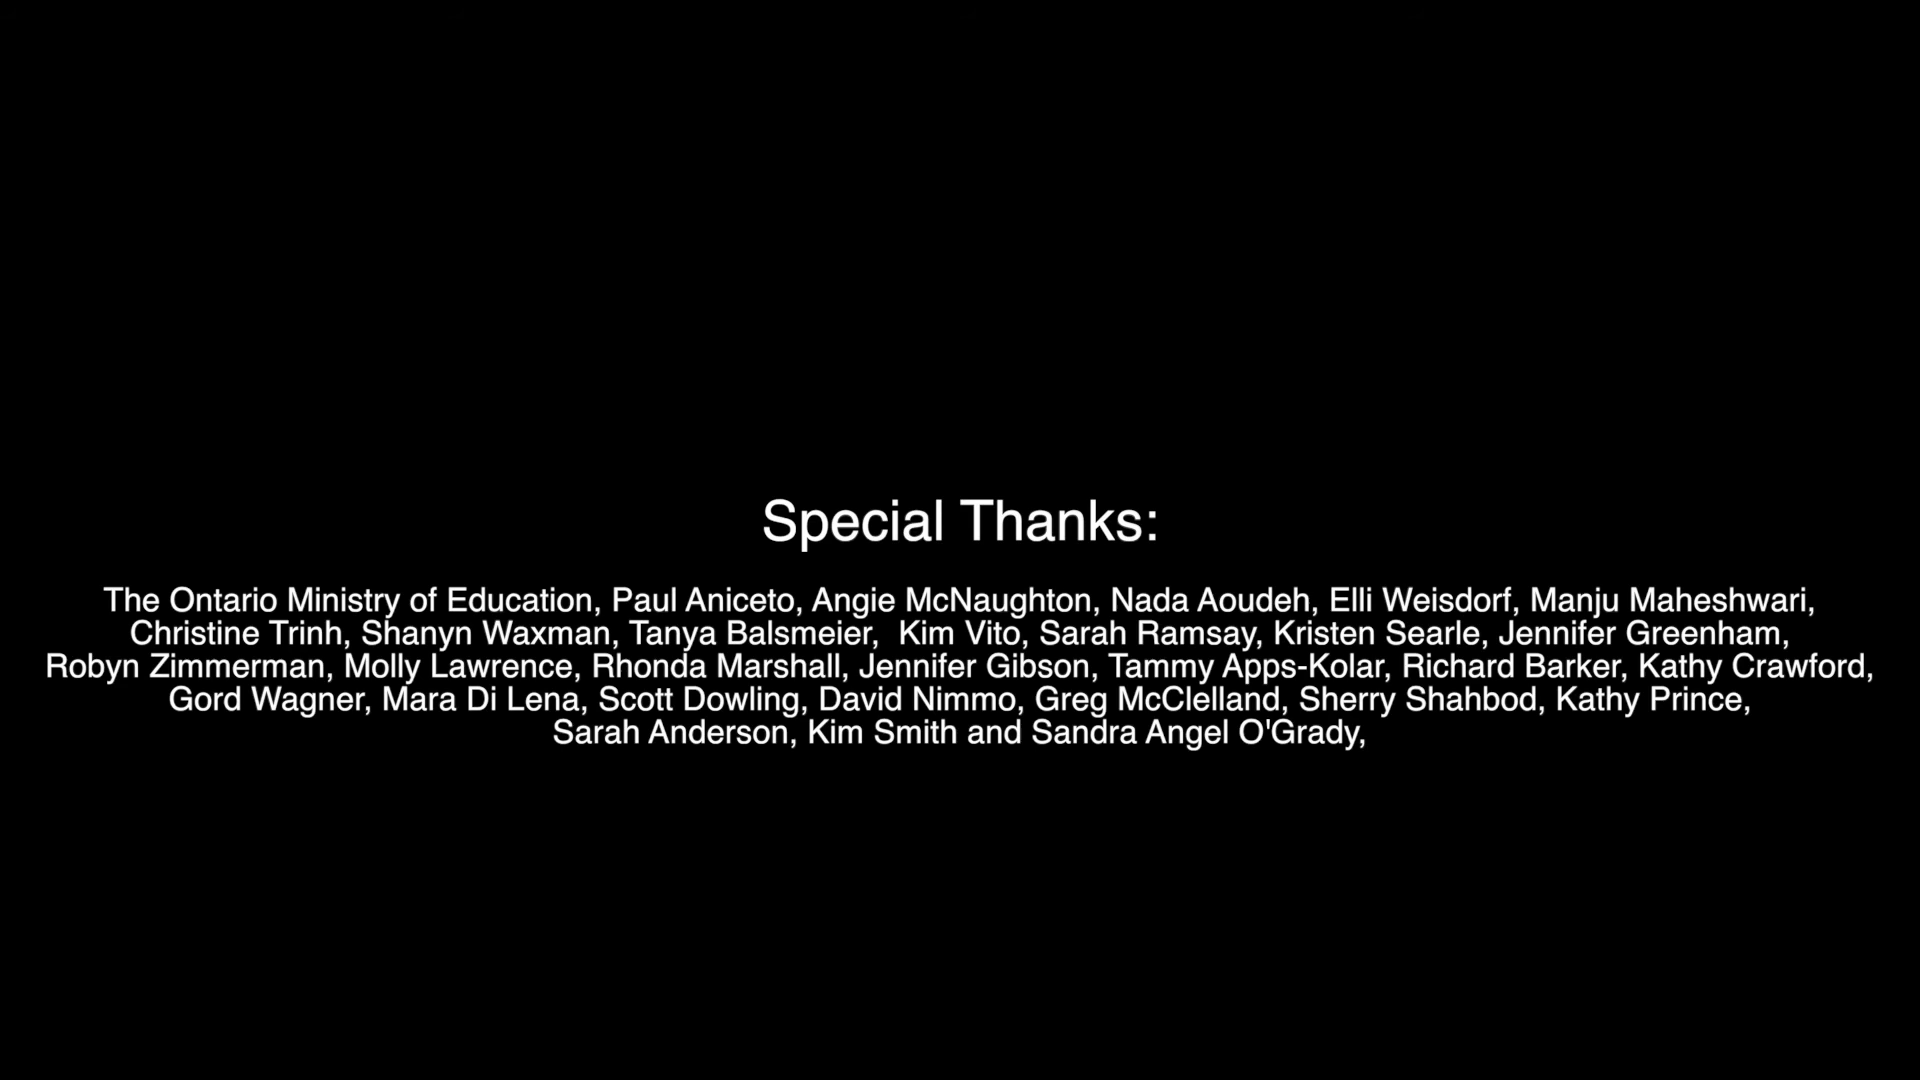 Special Thanks:
The Ontario Ministry of Education, Paul Aniceto, Angie McNaughton, Nada Aoudeh, Elli Weisdorf, Manju Maheshwari,
Christine Trinh, Shanyn Waxman, Tanya Balsmeier,  Kim Vito, Sarah Ramsay, Kristen Searle, Jennifer Greenham,
Robyn Zimmerman, Molly Lawrence, Rhonda Marshall, Jennifer Gibson, Tammy Apps-Kolar, Richard Barker, Kathy Crawford,
Gord Wagner, Mara Di Lena, Scott Dowling, David Nimmo, Greg McClelland, Sherry Shahbod, Kathy Prince,
Sarah Anderson, Kim Smith and Sandra Angel O'Grady,